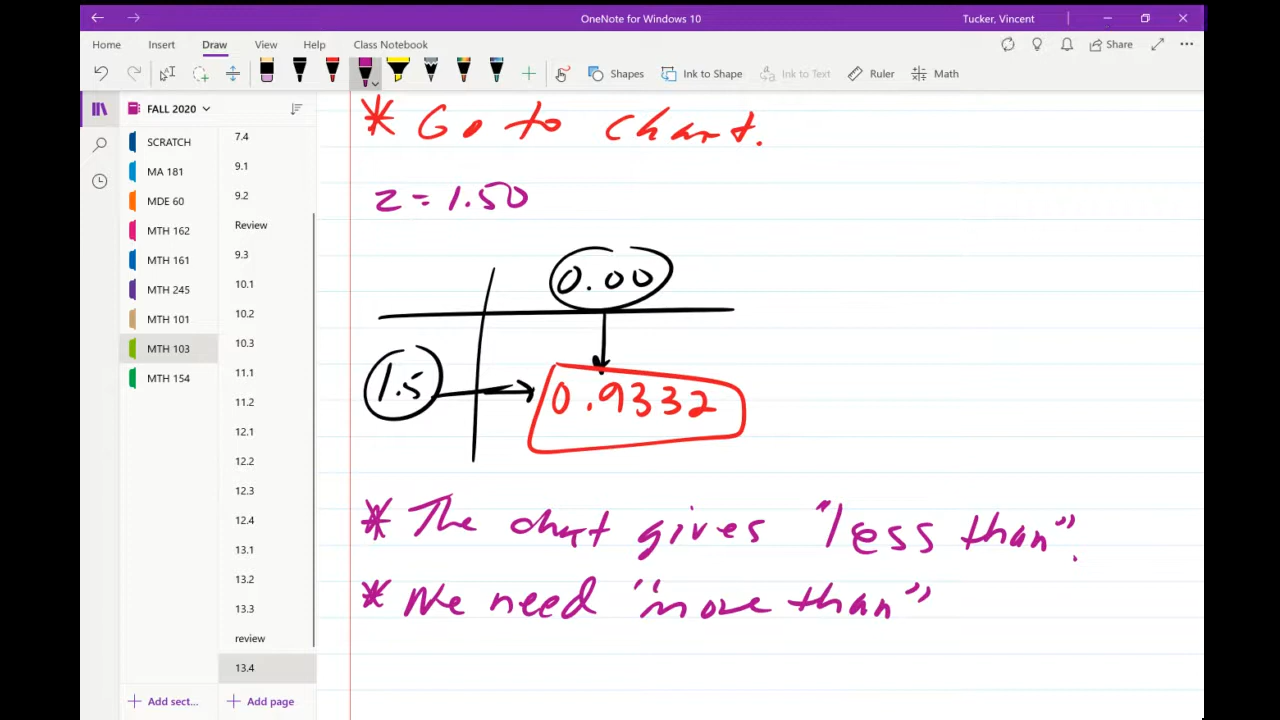 OneNote for Windows 10
Tucker, Vincent
Home Insert Draw View Help Class Notebook
Share
Shapes Ink to Shape Ink to Text Ruler Math
FALL 2020
SCRATCH
MA 181
MDE 60
MTH 162
MTH 161
MTH 245
MTH 101
MTH 103
MTH 154
Add sect...
7.4
9.1
9.2
Review
9.3
10.1
10.2
10.3
11.1
11.2
12.1
12.2
12.3
12.4
13.1
13.2
13.3
review
13.4
Add page
* Go to chart.
z = 1.50
0.00
1.5 0.9332
* The chart gives "less than".
* We need "more than"